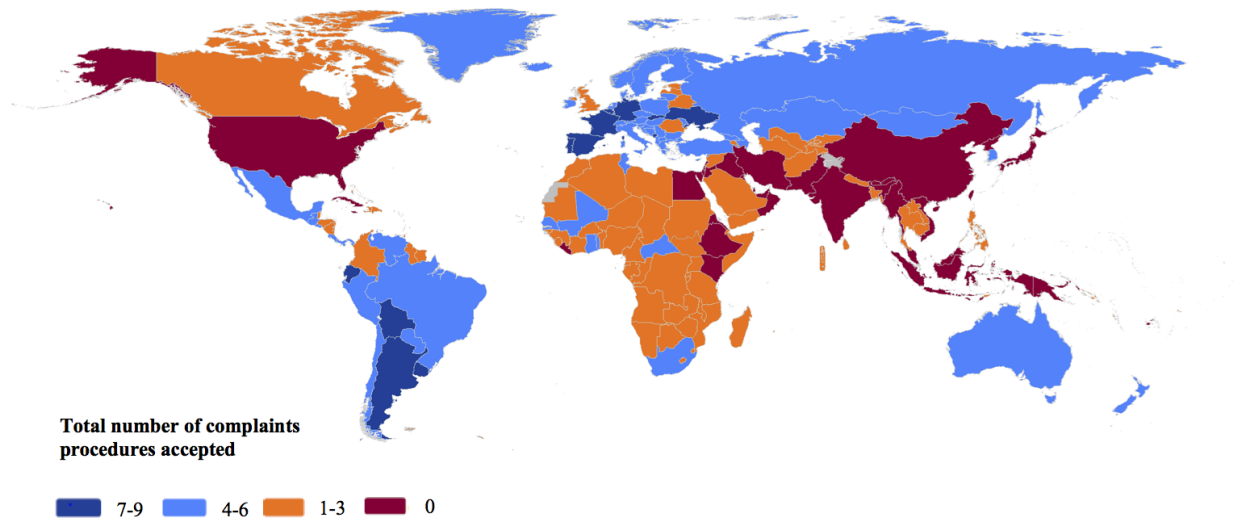 Total number of complaints
procedures accepted
7-9 4-6 1-3 0